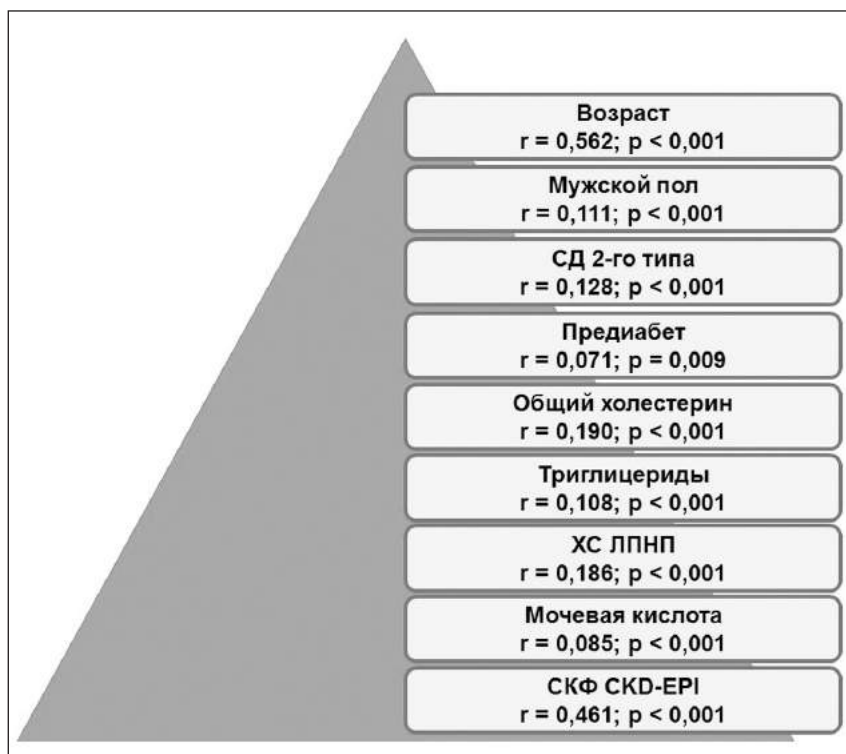 Возраст
r = 0,562; p < 0,001
Мужской пол
r = 0,111; p < 0,001
СД 2-го типа
r = 0,128; p < 0,001
Предиабет
r = 0,071; p = 0,009
Общий холестерин
r = 0,190; p < 0,001
Триглицериды
r = 0,108; p < 0,001
ХС ЛПНП
r = 0,186; p < 0,001
Мочевая кислота
r = 0,085; p < 0,001
СКФ CKD-EPI
r = 0,461; p < 0,001